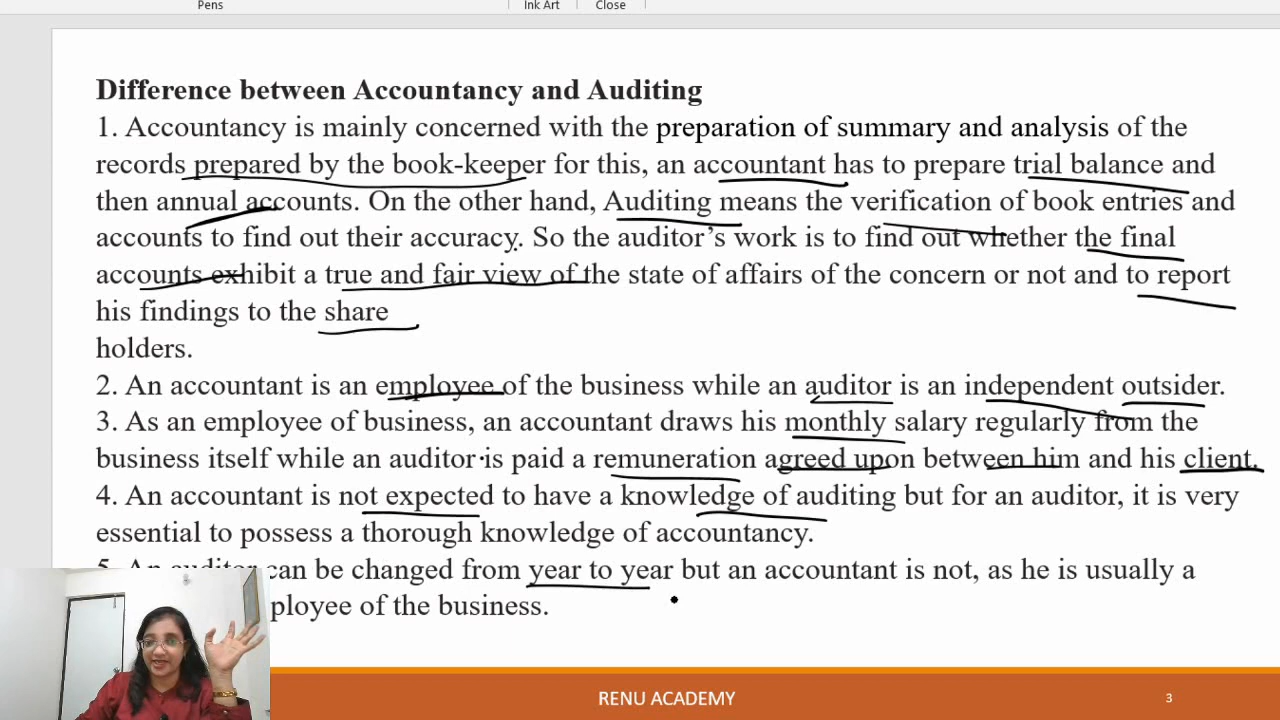 Pens Ink Art Close
Difference between Accountancy and Auditing
1. Accountancy is mainly concerned with the preparation of summary and analysis of the
records prepared by the book-keeper for this, an accountant has to prepare trial balance and
then annual accounts. On the other hand, Auditing means the verification of book entries and
accounts to find out their accuracy. So the auditor’s work is to find out whether the final
accounts exhibit a true and fair view of the state of affairs of the concern or not and to report
his findings to the share
holders.
2. An accountant is an employee of the business while an auditor is an independent outsider.
3. As an employee of business, an accountant draws his monthly salary regularly from the
business itself while an auditor is paid a remuneration agreed upon between him and his client.
4. An accountant is not expected to have a knowledge of auditing but for an auditor, it is very
essential to possess a thorough knowledge of accountancy.
5. An auditor can be changed from year to year but an accountant is not, as he is usually a
ployee of the business.
RENU ACADEMY
3